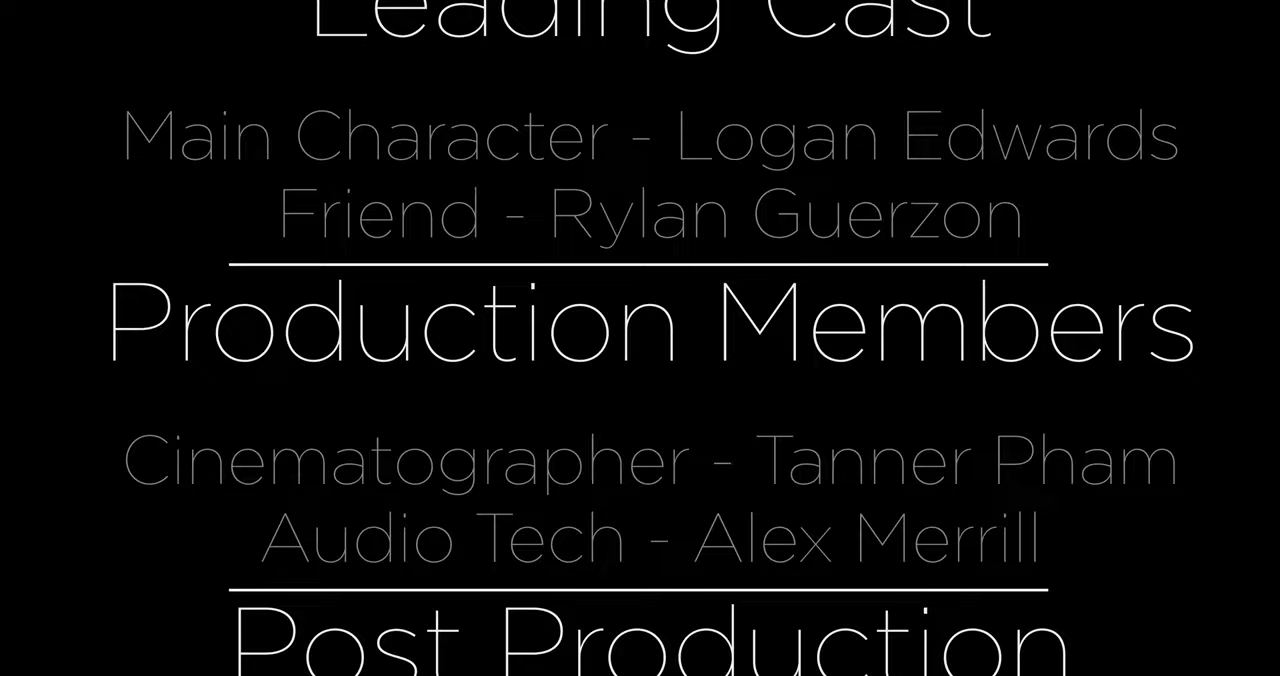 Leading Cast
Main Character - Logan Edwards
Friend - Rylan Guerzon
Production Members
Cinematographer - Tanner Pham
Audio Tech - Alex Merrill
Post Production